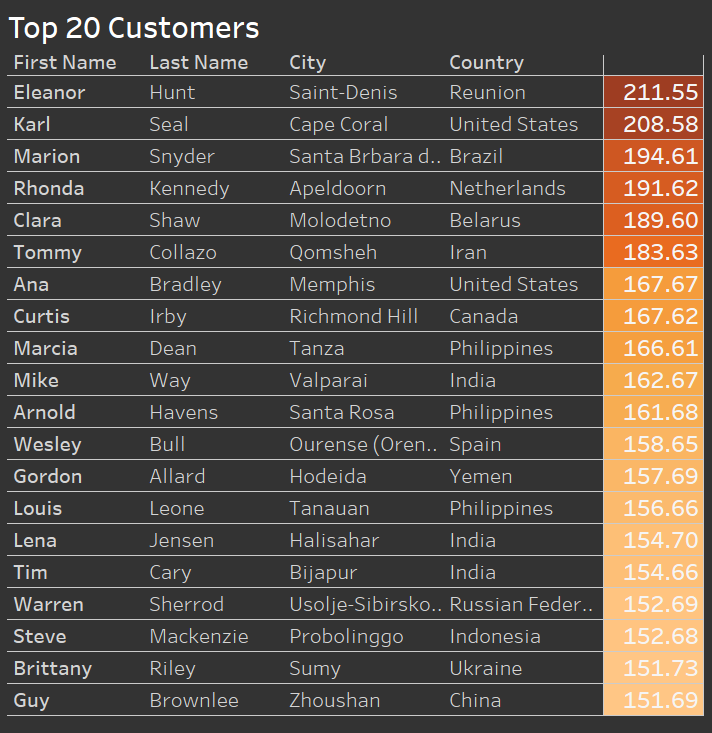 Top 20 Customers
First Name Last Name City Country
Eleanor Hunt Saint-Denis Reunion 211.55
Karl Seal Cape Coral United States 208.58
Marion Snyder Santa Brbara d.. Brazil 194.61
Rhonda Kennedy Apeldoorn Netherlands 191.62
Clara Shaw Molodetno Belarus 189.60
Tommy Collazo Qomsheh Iran 183.63
Ana Bradley Memphis United States 167.67
Curtis Irby Richmond Hill Canada 167.62
Marcia Dean Tanza Philippines 166.61
Mike Way Valparai India 162.67
Arnold Havens Santa Rosa Philippines 161.68
Wesley Bull Ourense (Oren.. Spain 158.65
Gordon Allard Hodeida Yemen 157.69
Louis Leone Tanauan Philippines 156.66
Lena Jensen Halisahar India 154.70
Tim Cary Bijapur India 154.66
Warren Sherrod Usolje-Sibirsko.. Russian Feder.. 152.69
Steve Mackenzie Probolinggo Indonesia 152.68
Brittany Riley Sumy Ukraine 151.73
Guy Brownlee Zhoushan China 151.69